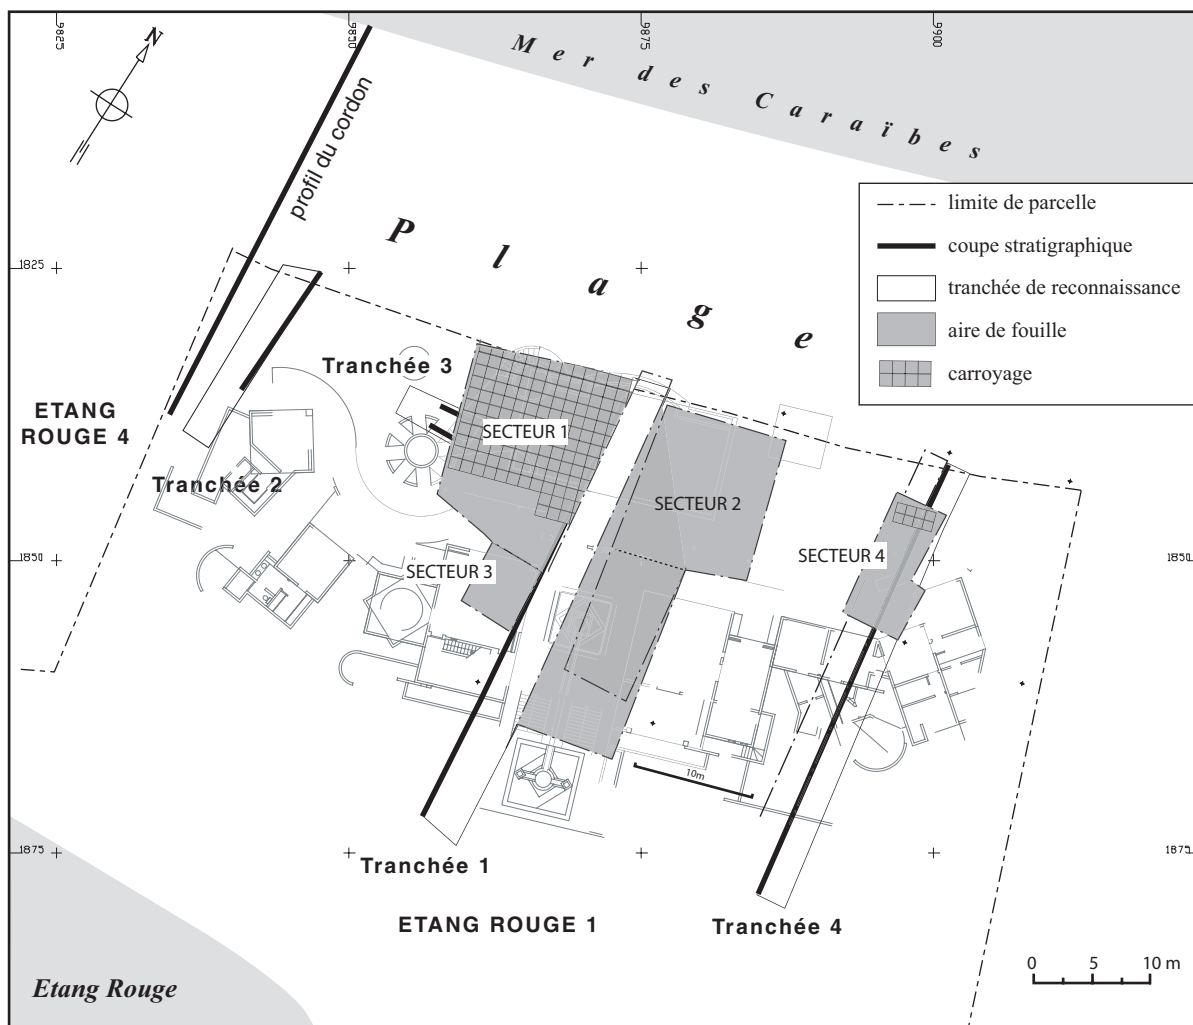 9825
9850
9875
9900
N
Mer des Caraïbes
profil du cordon
Plage
limite de parcelle
coupe stratigraphique
tranchée de reconnaissance
aire de fouille
carroyage
1825
1825
Tranchée 3
ETANG
ROUGE 4
SECTEUR 1
Tranchée 2
SECTEUR 2
SECTEUR 4
SECTEUR 3
1850
1850
10m
1875
1875
Tranchée 1
ETANG ROUGE 1
Tranchée 4
Etang Rouge
0 5 10 m